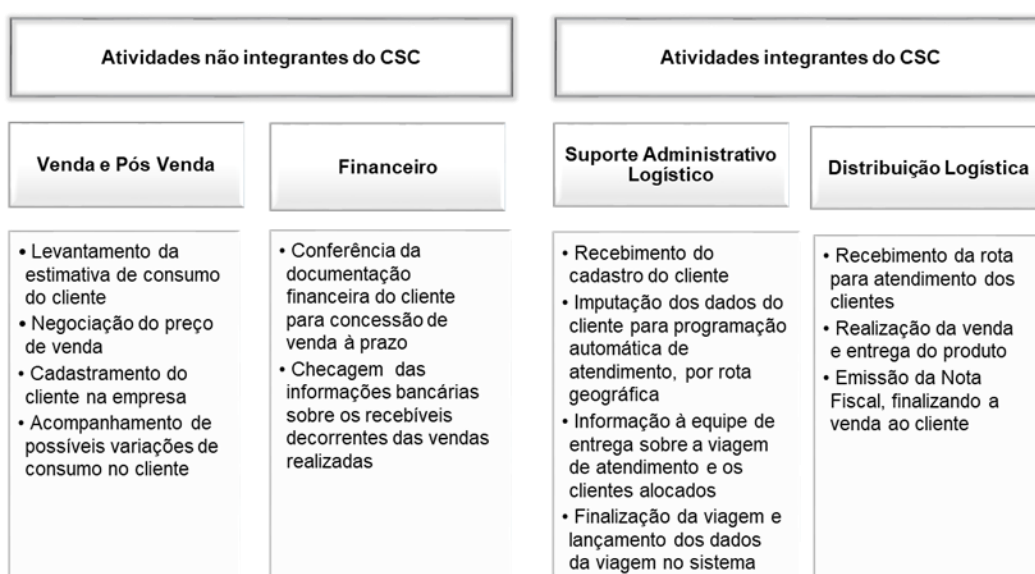 Atividades não integrantes do CSC
Atividades integrantes do CSC
Venda e Pós Venda
Financeiro
Suporte Administrativo
Logístico
Distribuição Logística
• Levantamento da
estimativa de consumo
do cliente
• Negociação do preço
de venda
• Cadastramento do
cliente na empresa
• Acompanhamento de
possíveis variações de
consumo no cliente
• Conferência da
documentação
financeira do cliente
para concessão de
venda à prazo
• Checagem das
informações bancárias
sobre os recebíveis
decorrentes das vendas
realizadas
• Recebimento do
cadastro do cliente
• Imputação dos dados do
cliente para programação
automática de
atendimento, por rota
geográfica
• Informação à equipe de
entrega sobre a viagem
de atendimento e os
clientes alocados
• Finalização da viagem e
lançamento dos dados
da viagem no sistema
• Recebimento da rota
para atendimento dos
clientes
• Realização da venda
e entrega do produto
• Emissão da Nota
Fiscal, finalizando a
venda ao cliente